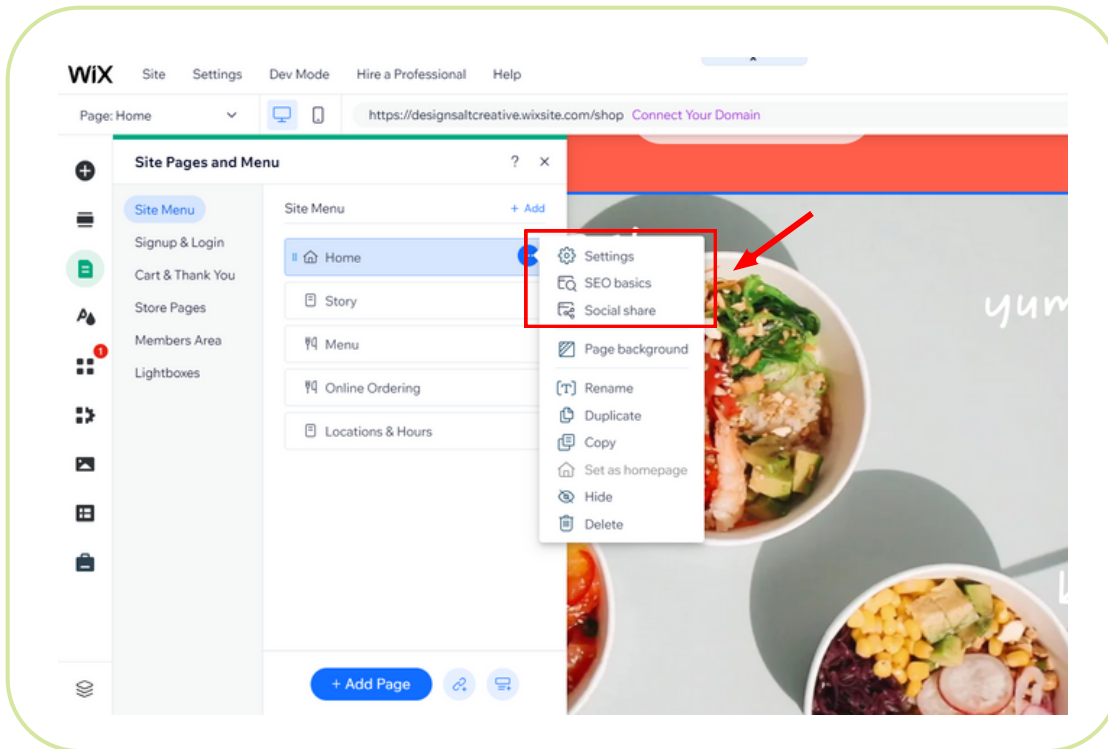 WiX Site Settings Dev Mode Hire a Professional Help
Page: Home https://designsaltcreative.wixsite.com/shop Connect Your Domain
Site Pages and Menu ? ×
Site Menu
Signup & Login
Cart & Thank You
Store Pages
Members Area
Lightboxes
1
Site Menu + Add
Home
Story
Menu
Online Ordering
Locations & Hours
+ Add Page
Settings
SEO basics
Social share
Page background
[T] Rename
Duplicate
Copy
Set as homepage
Hide
Delete